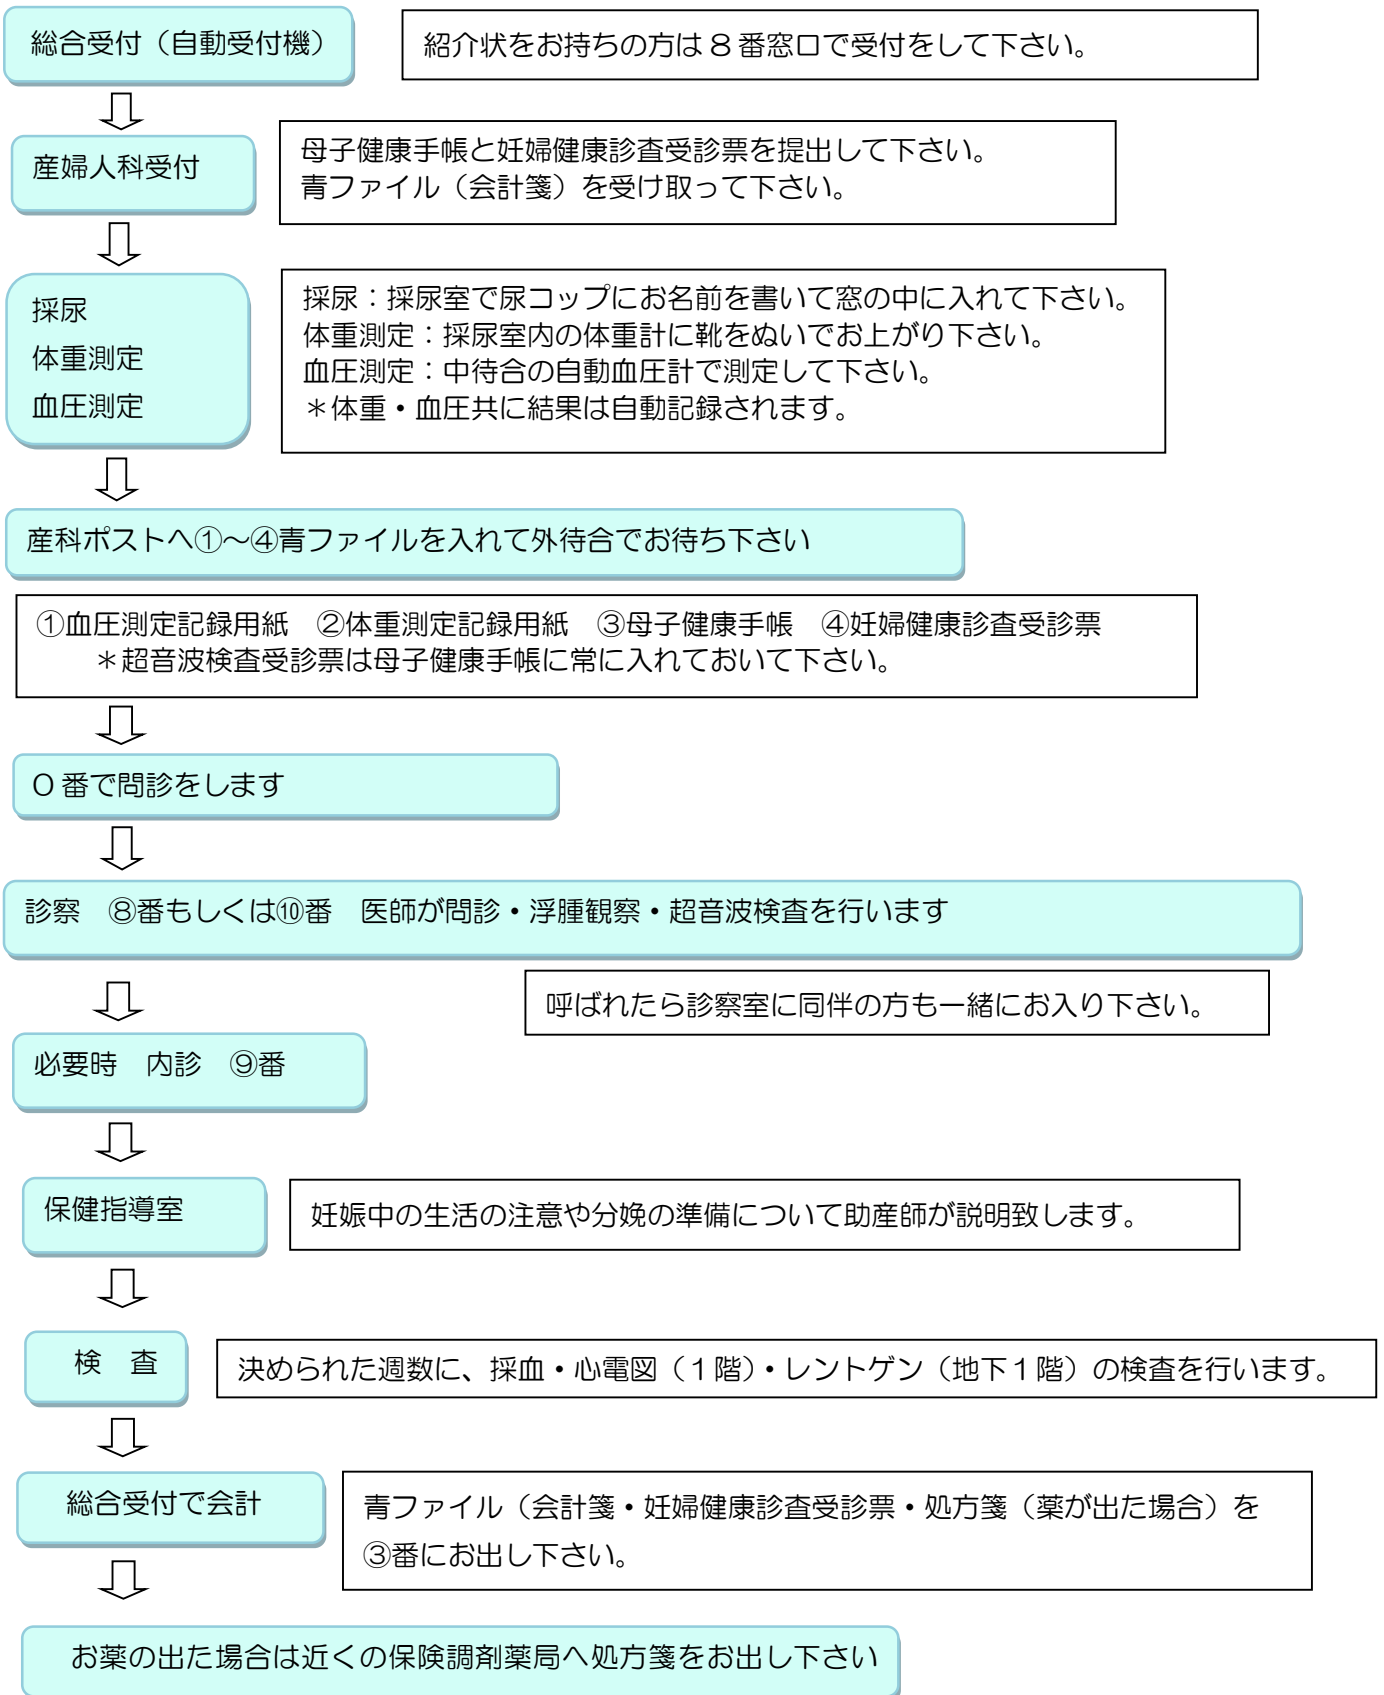 総合受付（自動受付機）
紹介状をお持ちの方は８番窓口で受付をして下さい。
産婦人科受付
母子健康手帳と妊婦健康診査受診票を提出して下さい。
青ファイル（会計箋）を受け取って下さい。
採尿
体重測定
血圧測定
採尿：採尿室で尿コップにお名前を書いて窓の中に入れて下さい。
体重測定：採尿室内の体重計に靴をぬいでお上がり下さい。
血圧測定：中待合の自動血圧計で測定して下さい。
＊体重・血圧共に結果は自動記録されます。
産科ポストへ①～④青ファイルを入れて外待合でお待ち下さい
①血圧測定記録用紙　②体重測定記録用紙　③母子健康手帳　④妊婦健康診査受診票
＊超音波検査受診票は母子健康手帳に常に入れておいて下さい。
０番で問診をします
診察　⑧番もしくは⑩番　医師が問診・浮腫観察・超音波検査を行います
呼ばれたら診察室に同伴の方も一緒にお入り下さい。
必要時　内診　⑨番
保健指導室
妊娠中の生活の注意や分娩の準備について助産師が説明致します。
検　査
決められた週数に、採血・心電図（１階）・レントゲン（地下１階）の検査を行います。
総合受付で会計
青ファイル（会計箋・妊婦健康診査受診票・処方箋（薬が出た場合）を
③番にお出し下さい。
お薬の出た場合は近くの保険調剤薬局へ処方箋をお出し下さい